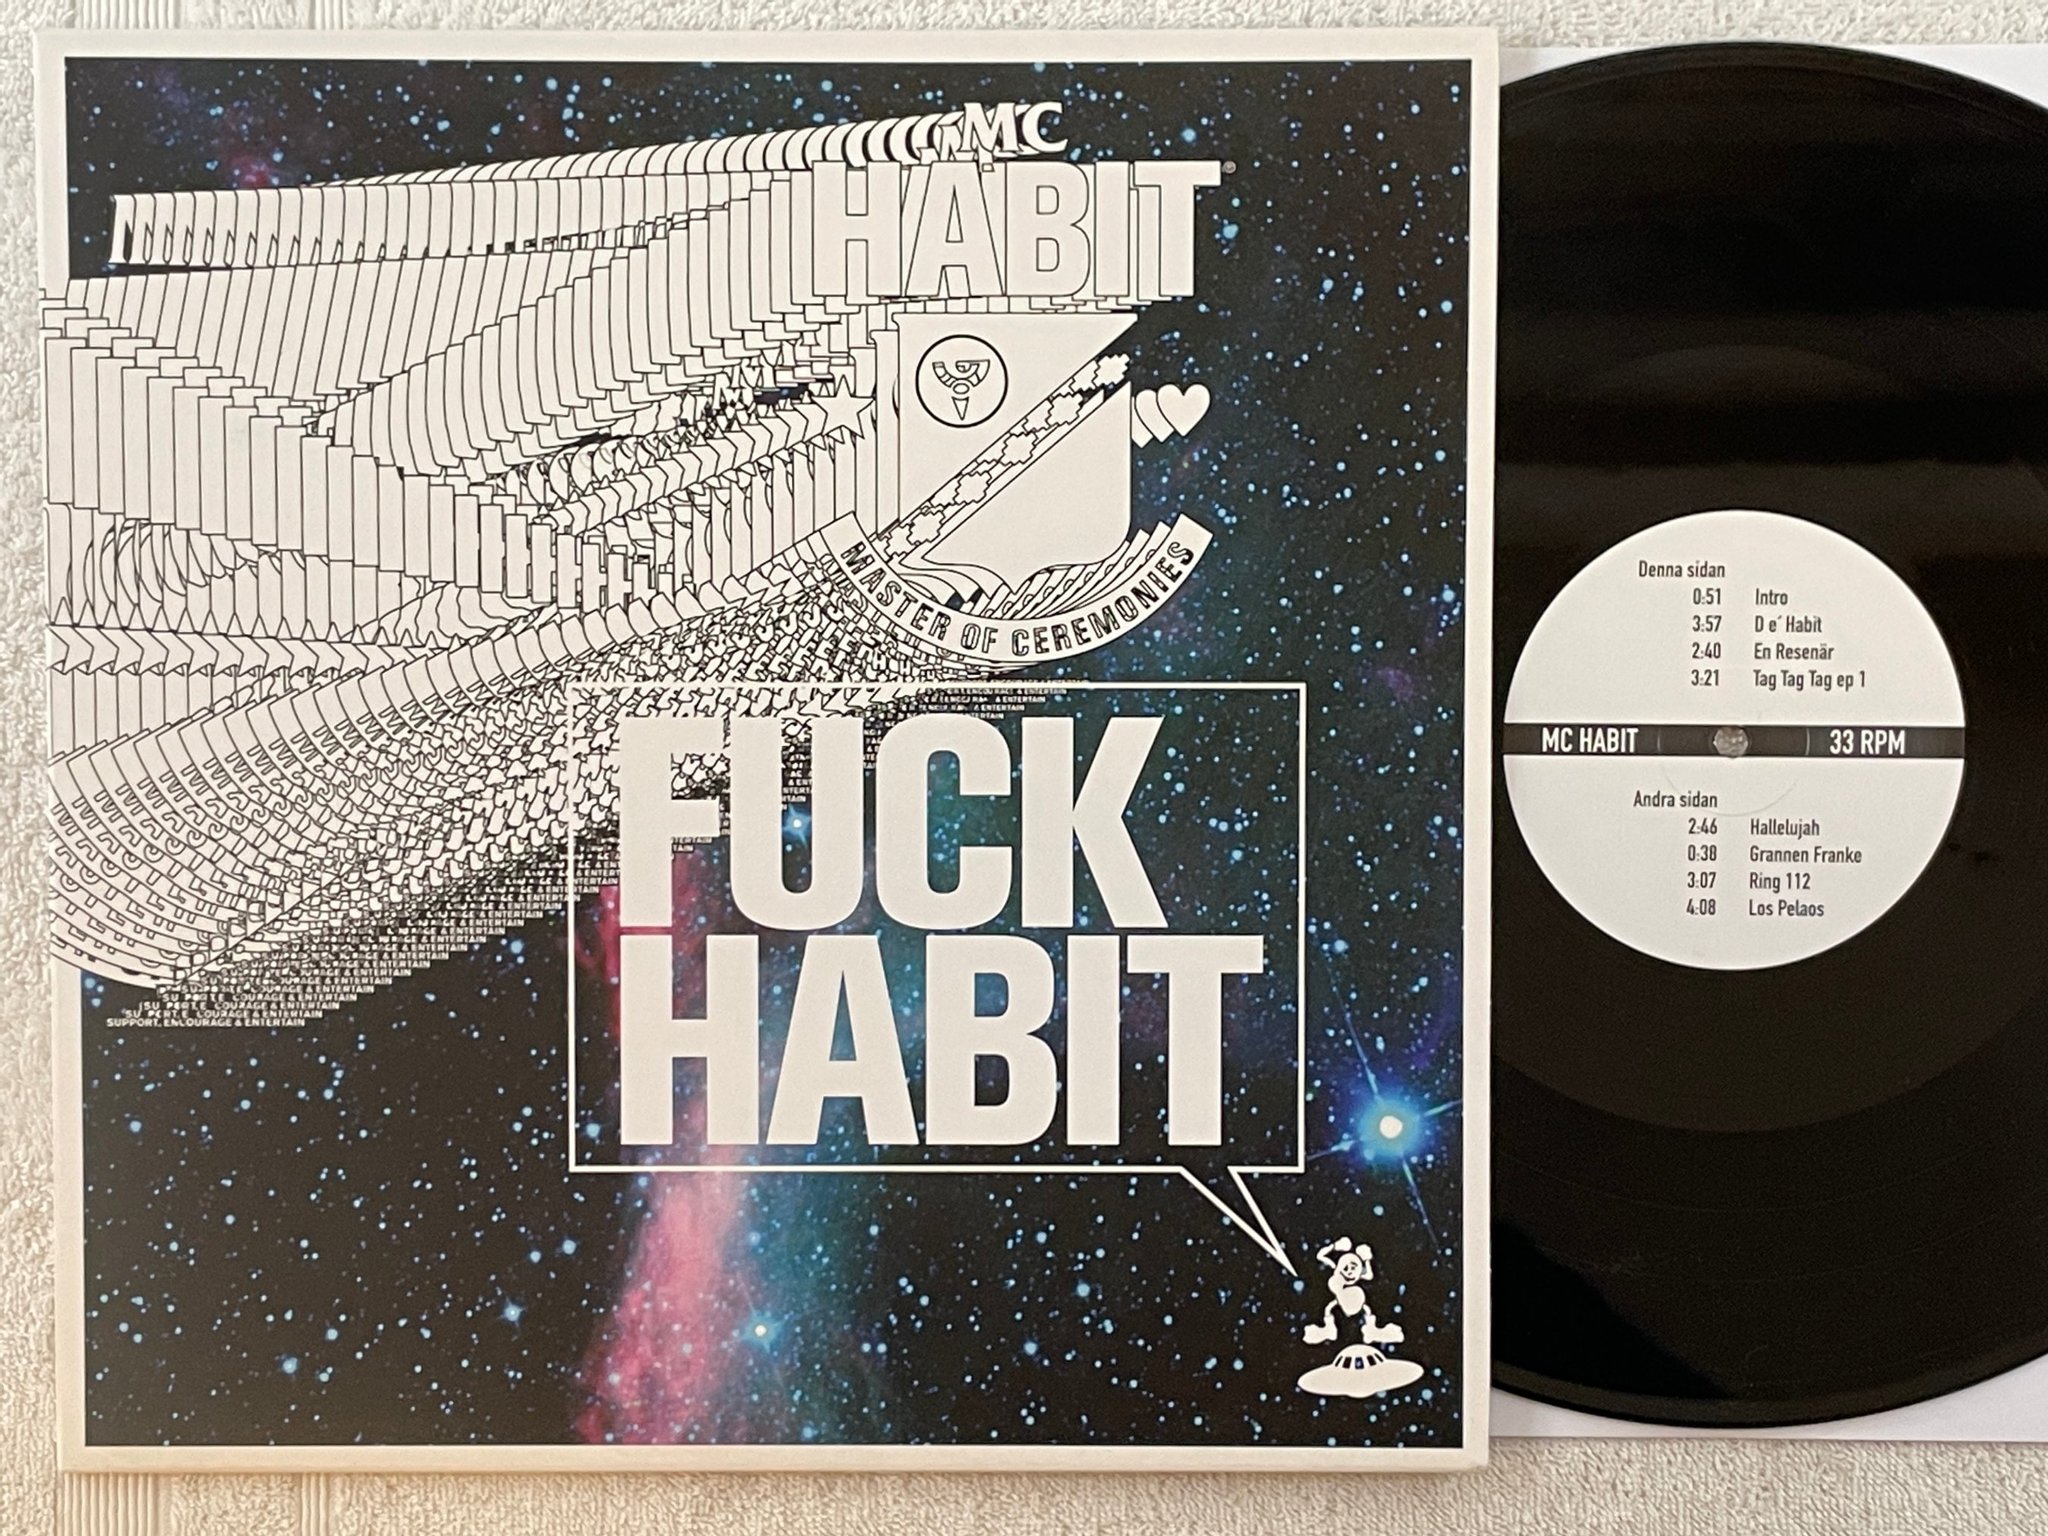 MC
HABIT
MASTER OF CEREMONIES
SUPPORT, ENCOURAGE & ENTERTAIN
FUCK
HABIT
Denna sidan
0:51 Intro
3:57 D e´ Habit
2:40 En Resenär
3:21 Tag Tag Tag ep 1
MC HABIT 33 RPM
Andra sidan
2:46 Hallelujah
0:38 Grannen Franke
3:07 Ring 112
4:08 Los Pelaos